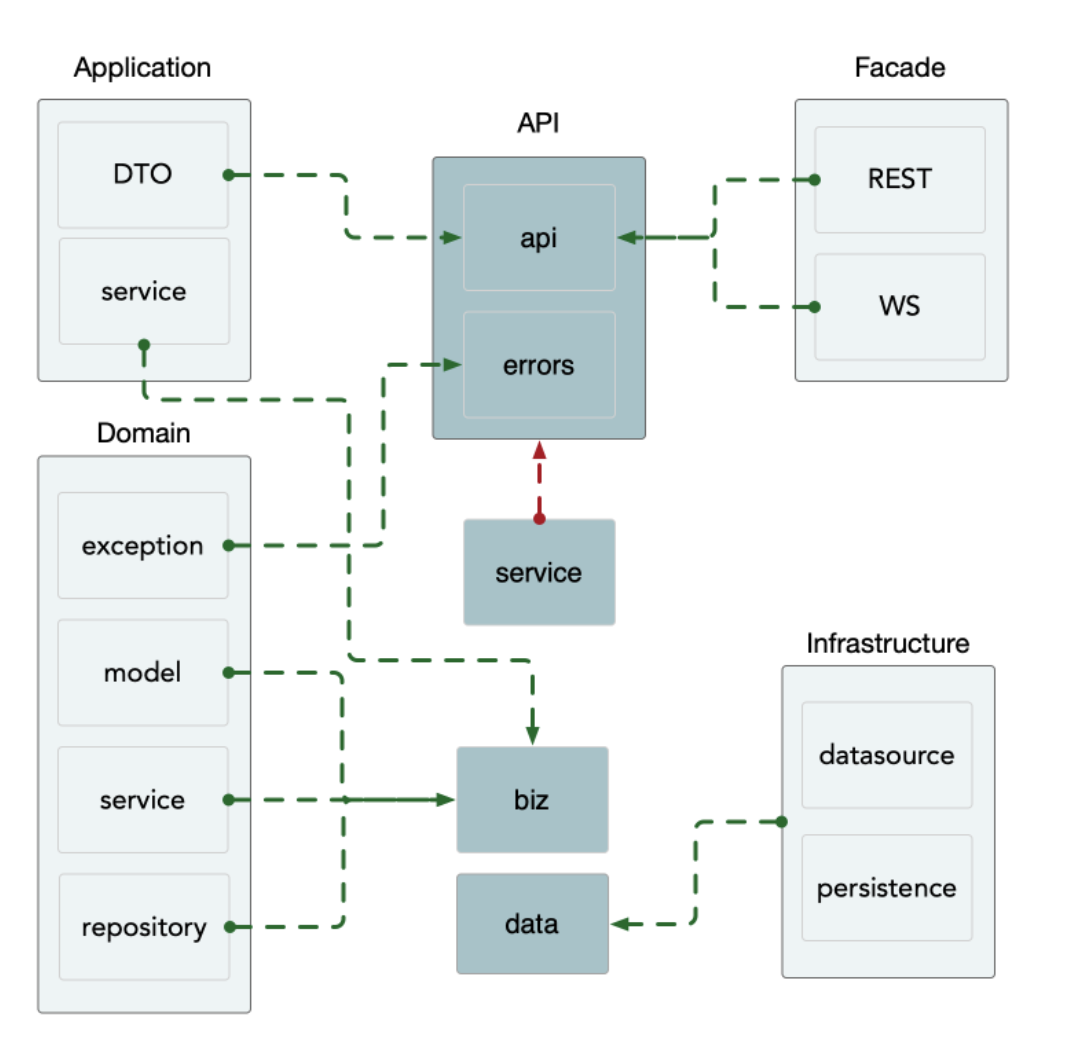 Application
DTO
service
API
api
errors
Facade
REST
WS
Domain
exception
model
service
repository
service
biz
data
Infrastructure
datasource
persistence